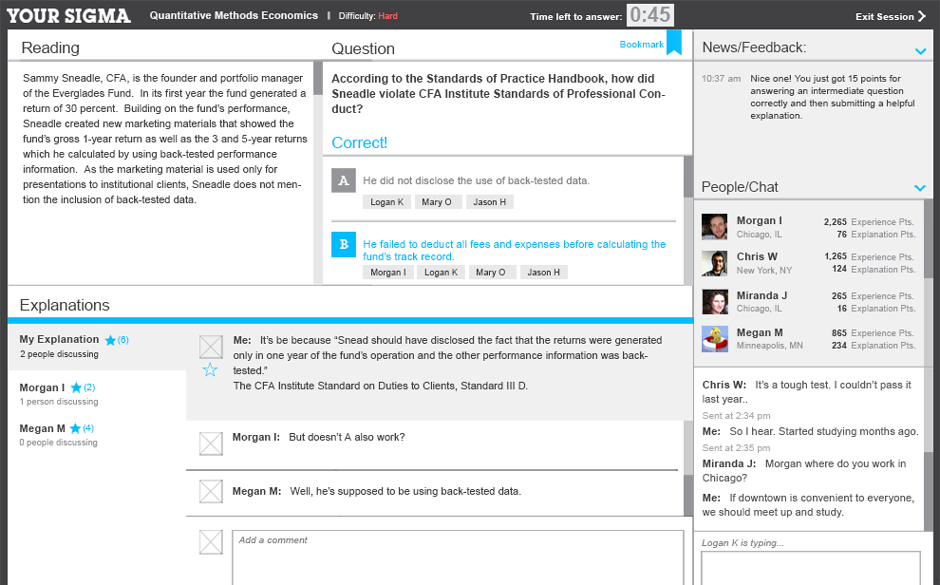 YOUR SIGMA
Quantitative Methods Economics | Difficulty: Hard
Time left to answer: 0:45
Exit Session
Reading
Sammy Sneadle, CFA, is the founder and portfolio manager
of the Everglades Fund. In its first year the fund generated a
return of 30 percent. Building on the fund's performance,
Sneadle created new marketing materials that showed the
fund's gross 1-year return as well as the 3 and 5-year returns
which he calculated by using back-tested performance
information. As the marketing material is used only for
presentations to institutional clients, Sneadle does not men-
tion the inclusion of back-tested data.
Question
Bookmark
According to the Standards of Practice Handbook, how did
Sneadle violate CFA Institute Standards of Professional Con-
duct?
Correct!
A
He did not disclose the use of back-tested data.
Logan K Mary O Jason H
B
He failed to deduct all fees and expenses before calculating the
fund's track record.
Morgan I Logan K Mary O Jason H
Explanations
My Explanation (6)
2 people discussing
Morgan I (2)
1 person discussing
Megan M (4)
0 people discussing
Me: It's be because “Snead should have disclosed the fact that the returns were generated
only in one year of the fund's operation and the other performance information was back-
tested.”
The CFA Institute Standard on Duties to Clients, Standard III D.
Morgan I: But doesn't A also work?
Megan M: Well, he's supposed to be using back-tested data.
Add a comment
News/Feedback:
10:37 am Nice one! You just got 15 points for
answering an intermediate question
correctly and then submitting a helpful
explanation.
People/Chat
Morgan I 2,265 Experience Pts.
Chicago, IL 76 Explanation Pts.
Chris W 1,265 Experience Pts.
New York, NY 124 Explanation Pts.
Miranda J 265 Experience Pts.
Chicago, IL 16 Explanation Pts.
Megan M 865 Experience Pts.
Minneapolis, MN 234 Explanation Pts.
Chris W: It's a tough test. I couldn't pass it
last year..
Sent at 2:34 pm
Me: So I hear. Started studying months ago.
Sent at 2:35 pm
Miranda J: Morgan where do you work in
Chicago?
Me: If downtown is convenient to everyone,
we should meet up and study.
Logan K is typing...